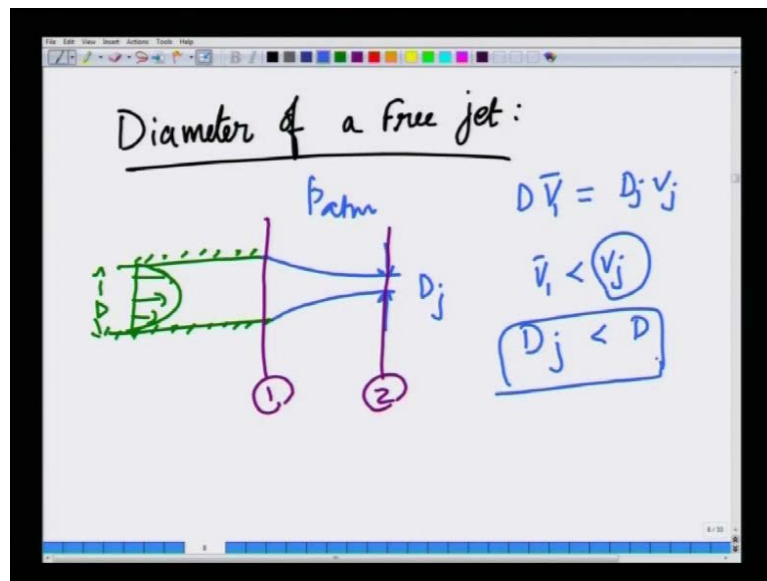 File Edit View Insert Actions Tools Help
Diameter of a free jet:
Patm
D V̄₁ = Dj Vj
V̄₁ < Vj
Dj < D
D
Dj
1
2
8